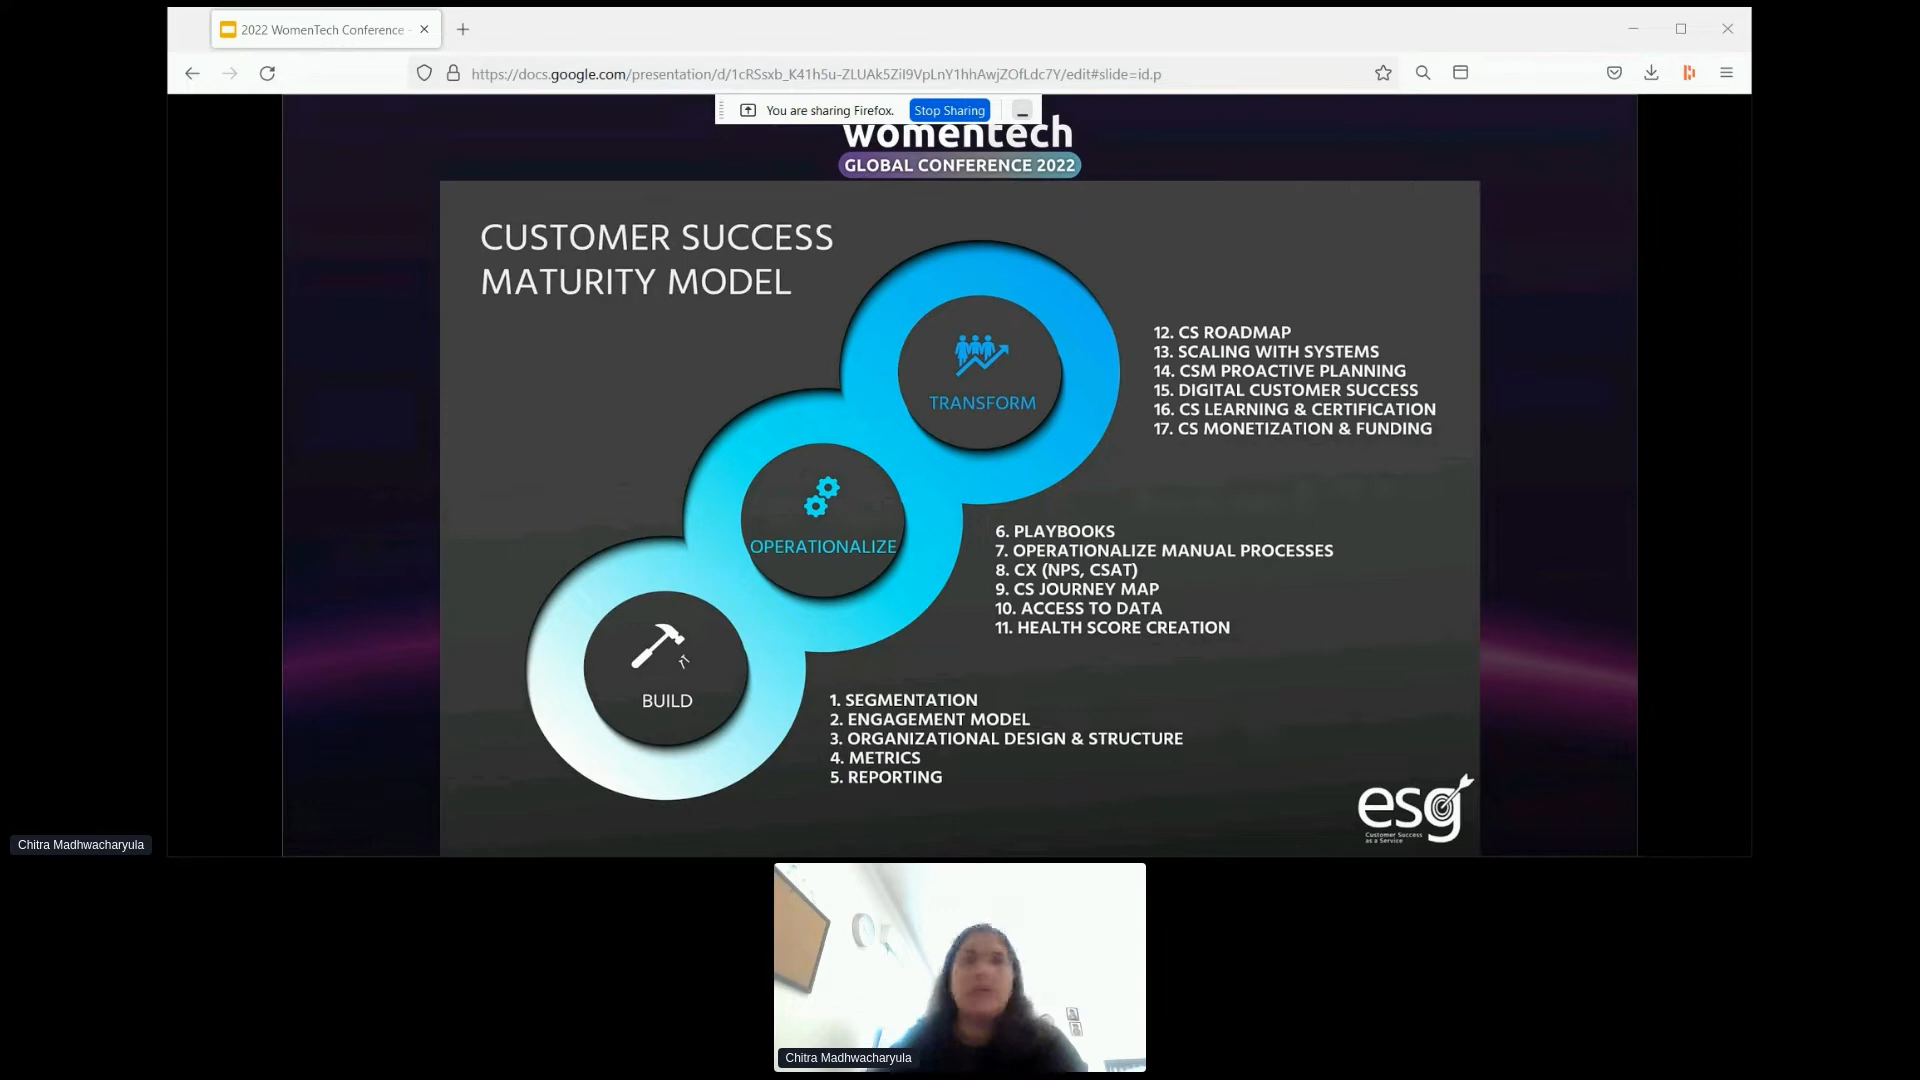 2022 WomenTech Conference -
https://docs.google.com/presentation/d/1cRSsxb_K41h5u-ZLUAk5ZiI9VpLnY1hhAwjZOfLdc7Y/edit#slide=id.p
You are sharing Firefox.
Stop Sharing
womentech
GLOBAL CONFERENCE 2022
CUSTOMER SUCCESS
MATURITY MODEL
TRANSFORM
12. CS ROADMAP
13. SCALING WITH SYSTEMS
14. CSM PROACTIVE PLANNING
15. DIGITAL CUSTOMER SUCCESS
16. CS LEARNING & CERTIFICATION
17. CS MONETIZATION & FUNDING
OPERATIONALIZE
6. PLAYBOOKS
7. OPERATIONALIZE MANUAL PROCESSES
8. CX (NPS, CSAT)
9. CS JOURNEY MAP
10. ACCESS TO DATA
11. HEALTH SCORE CREATION
BUILD
1. SEGMENTATION
2. ENGAGEMENT MODEL
3. ORGANIZATIONAL DESIGN & STRUCTURE
4. METRICS
5. REPORTING
esg
Customer Success
as a Service
Chitra Madhwacharyula
Chitra Madhwacharyula